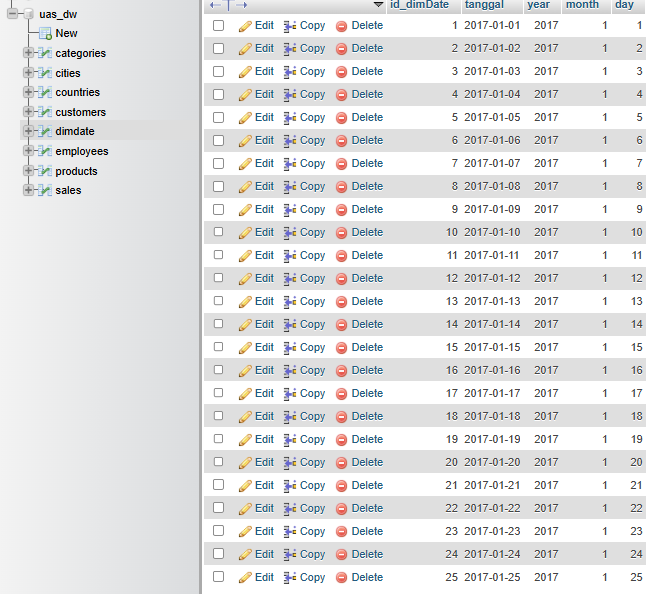 uas_dw
New
categories
cities
countries
customers
dimdate
employees
products
sales
id_dimDate tanggal year month day
Edit Copy Delete 1 2017-01-01 2017 1 1
Edit Copy Delete 2 2017-01-02 2017 1 2
Edit Copy Delete 3 2017-01-03 2017 1 3
Edit Copy Delete 4 2017-01-04 2017 1 4
Edit Copy Delete 5 2017-01-05 2017 1 5
Edit Copy Delete 6 2017-01-06 2017 1 6
Edit Copy Delete 7 2017-01-07 2017 1 7
Edit Copy Delete 8 2017-01-08 2017 1 8
Edit Copy Delete 9 2017-01-09 2017 1 9
Edit Copy Delete 10 2017-01-10 2017 1 10
Edit Copy Delete 11 2017-01-11 2017 1 11
Edit Copy Delete 12 2017-01-12 2017 1 12
Edit Copy Delete 13 2017-01-13 2017 1 13
Edit Copy Delete 14 2017-01-14 2017 1 14
Edit Copy Delete 15 2017-01-15 2017 1 15
Edit Copy Delete 16 2017-01-16 2017 1 16
Edit Copy Delete 17 2017-01-17 2017 1 17
Edit Copy Delete 18 2017-01-18 2017 1 18
Edit Copy Delete 19 2017-01-19 2017 1 19
Edit Copy Delete 20 2017-01-20 2017 1 20
Edit Copy Delete 21 2017-01-21 2017 1 21
Edit Copy Delete 22 2017-01-22 2017 1 22
Edit Copy Delete 23 2017-01-23 2017 1 23
Edit Copy Delete 24 2017-01-24 2017 1 24
Edit Copy Delete 25 2017-01-25 2017 1 25